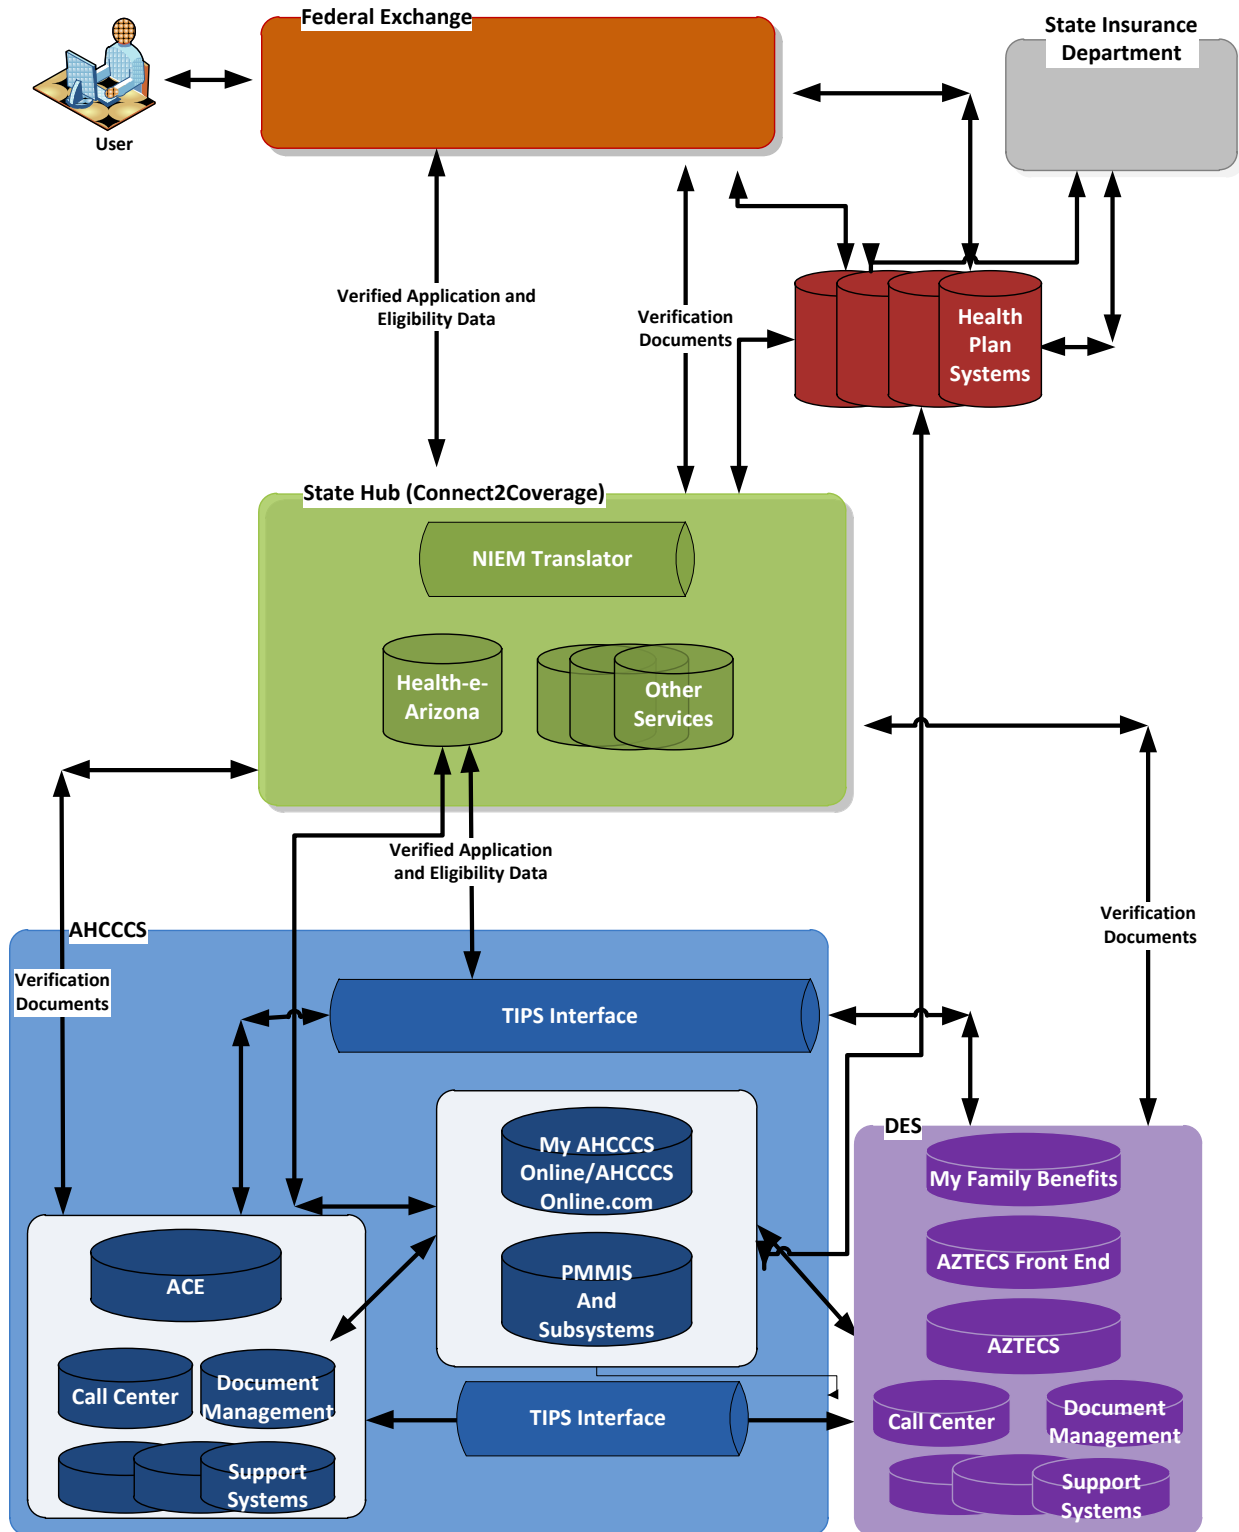 Federal Exchange
State Insurance
Department
User
Verified Application and
Eligibility Data
Verification
Documents
Health
Plan
Systems
State Hub (Connect2Coverage)
NIEM Translator
Health-e-
Arizona
Other
Services
Verified Application
and Eligibility Data
Verification
Documents
AHCCCS
Verification
Documents
TIPS Interface
My AHCCCS
Online/AHCCCS
Online.com
PMMIS
And
Subsystems
ACE
Call Center
Document
Management
Support
Systems
TIPS Interface
DES
My Family Benefits
AZTECS Front End
AZTECS
Call Center
Document
Management
Support
Systems